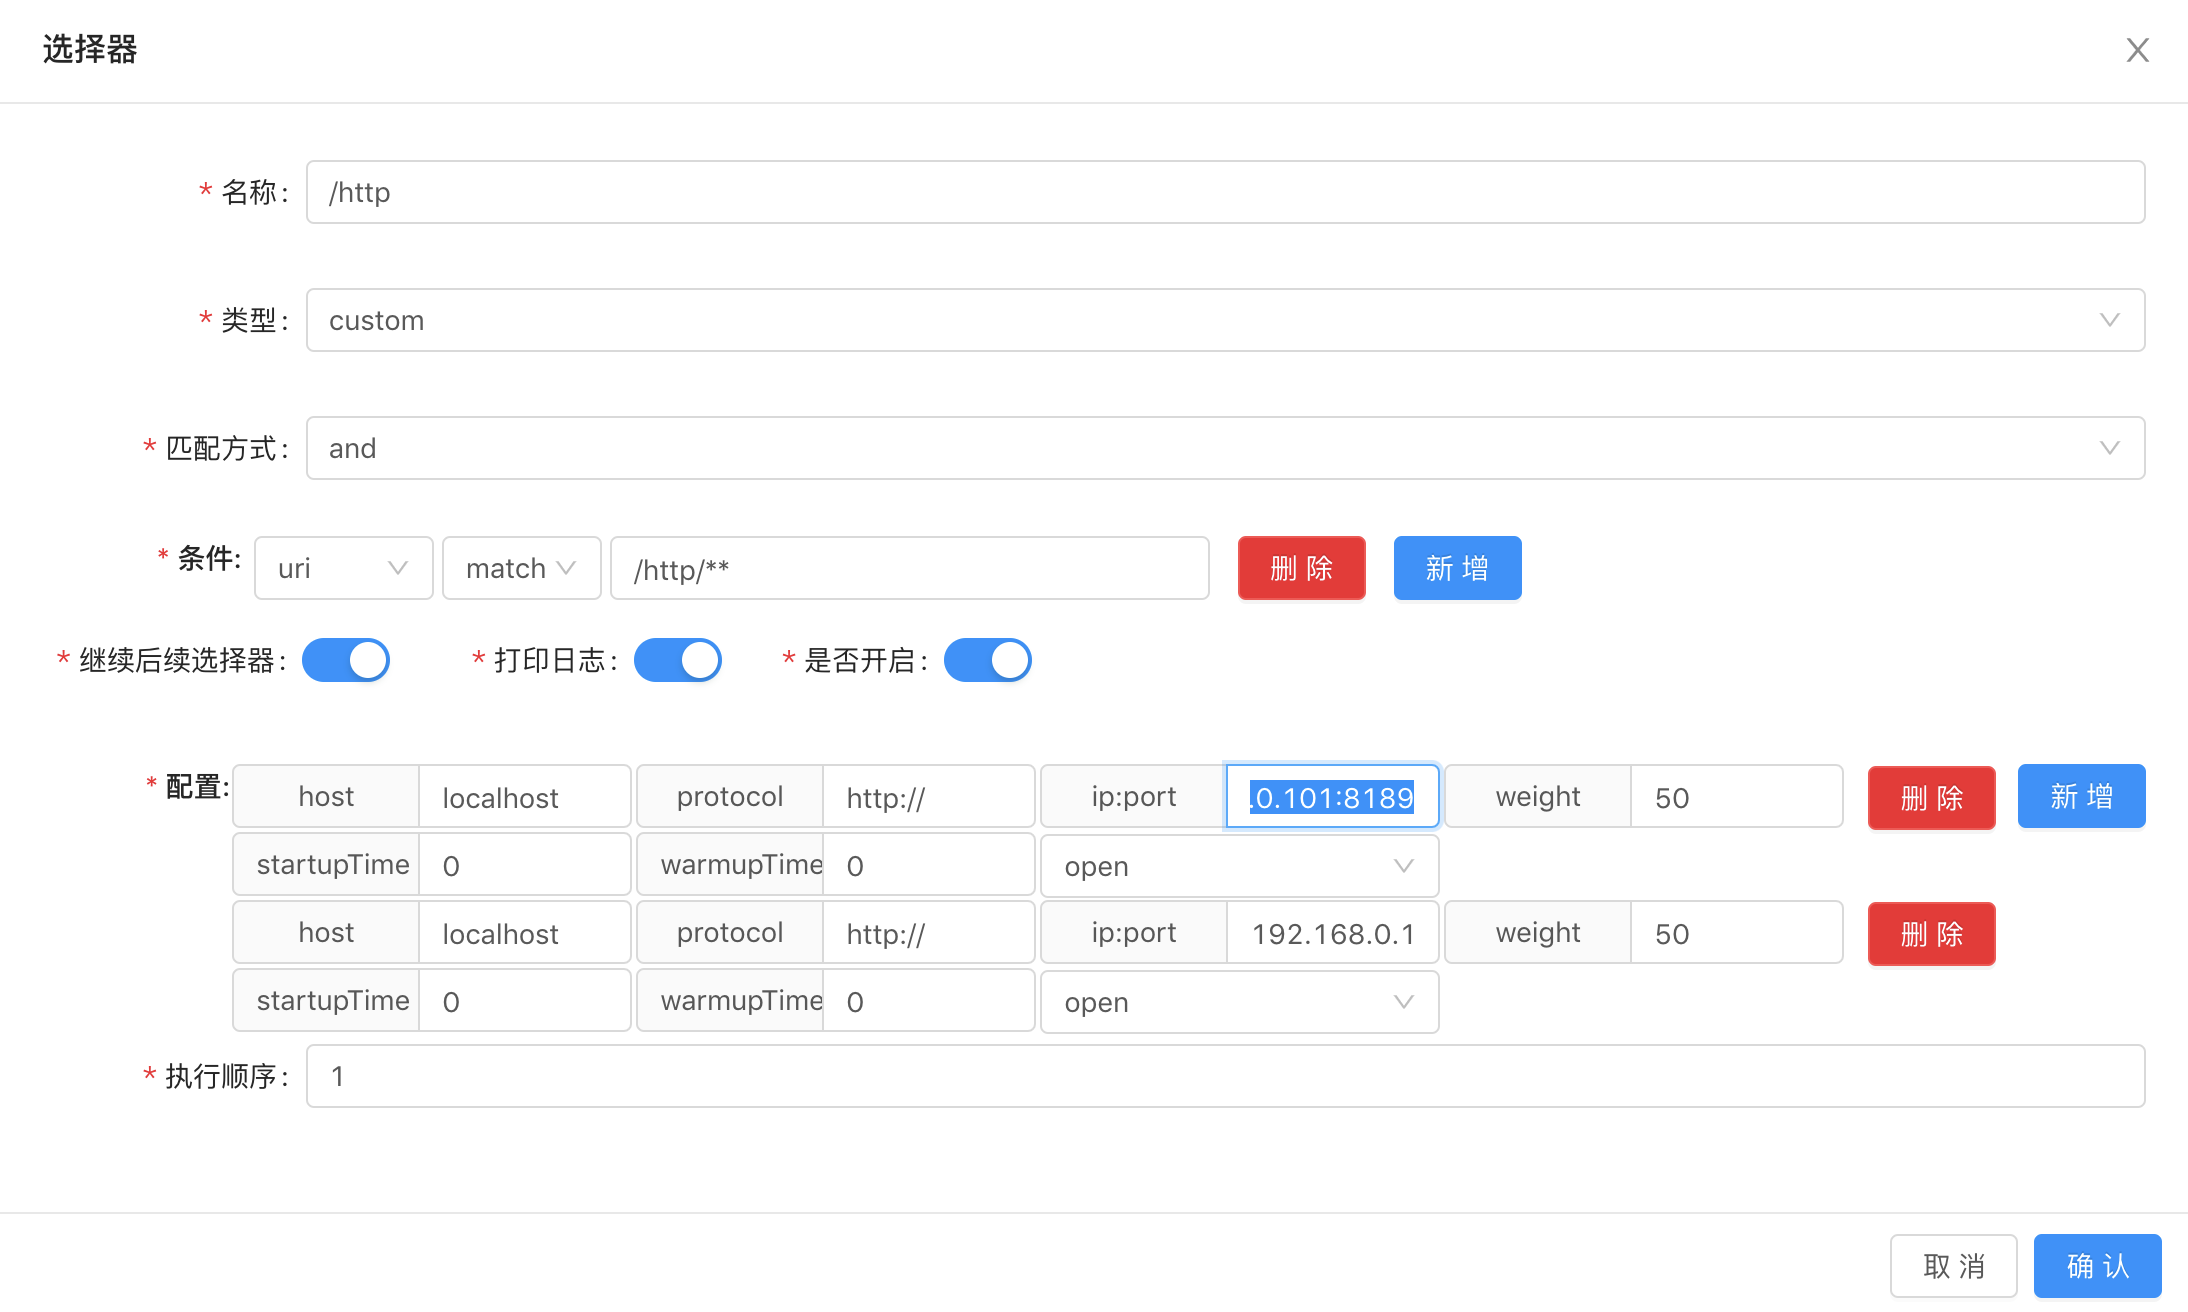 选择器
* 名称: /http
* 类型: custom
* 匹配方式: and
* 条件: uri match /http/** 删 除 新 增
* 继续后续选择器: * 打印日志: * 是否开启:
* 配置: host localhost protocol http:// ip:port .0.101:8189 weight 50 删 除 新 增
startupTime 0 warmupTime 0 open
host localhost protocol http:// ip:port 192.168.0.1 weight 50 删 除
startupTime 0 warmupTime 0 open
* 执行顺序: 1
取 消 确 认